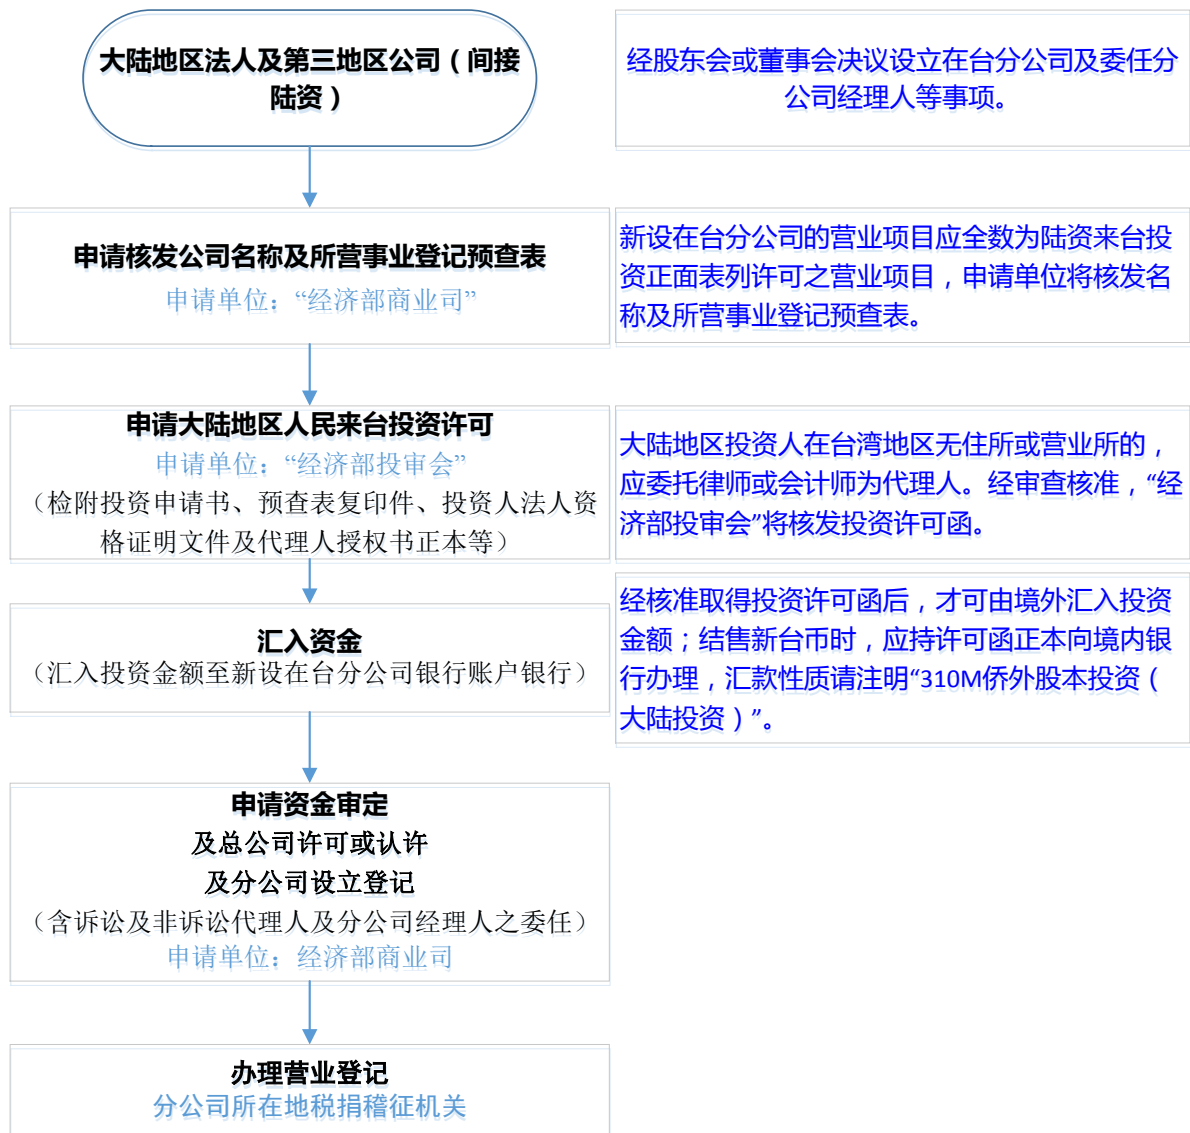 大陆地区法人及第三地区公司（间接
陆资）
经股东会或董事会决议设立在台分公司及委任分
公司经理人等事项。
申请核发公司名称及所营事业登记预查表
申请单位：“经济部商业司”
新设在台分公司的营业项目应全数为陆资来台投
资正面表列许可之营业项目，申请单位将核发名
称及所营事业登记预查表。
申请大陆地区人民来台投资许可
申请单位：“经济部投审会”
（检附投资申请书、预查表复印件、投资人法人资
格证明文件及代理人授权书正本等）
大陆地区投资人在台湾地区无住所或营业所的，
应委托律师或会计师为代理人。经审查核准，“经
济部投审会”将核发投资许可函。
汇入资金
（汇入投资金额至新设在台分公司银行账户银行）
经核准取得投资许可函后，才可由境外汇入投资
金额；结售新台币时，应持许可函正本向境内银
行办理，汇款性质请注明“310M侨外股本投资（
大陆投资）”。
申请资金审定
及总公司许可或认许
及分公司设立登记
（含诉讼及非诉讼代理人及分公司经理人之委任）
申请单位：经济部商业司
办理营业登记
分公司所在地税捐稽征机关